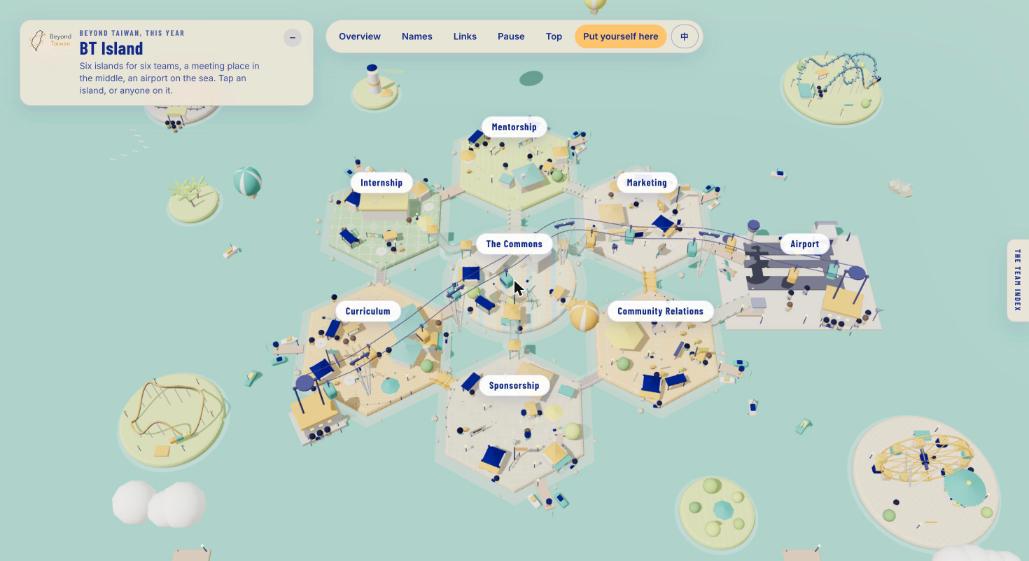 Beyond
Taiwan
BEYOND TAIWAN, THIS YEAR
BT Island
Six islands for six teams, a meeting place in
the middle, an airport on the sea. Tap an
island, or anyone on it.
Overview
Names
Links
Pause
Top
Put yourself here
中
Mentorship
Internship
Marketing
The Commons
Airport
Curriculum
Community Relations
Sponsorship
THE TEAM INDEX